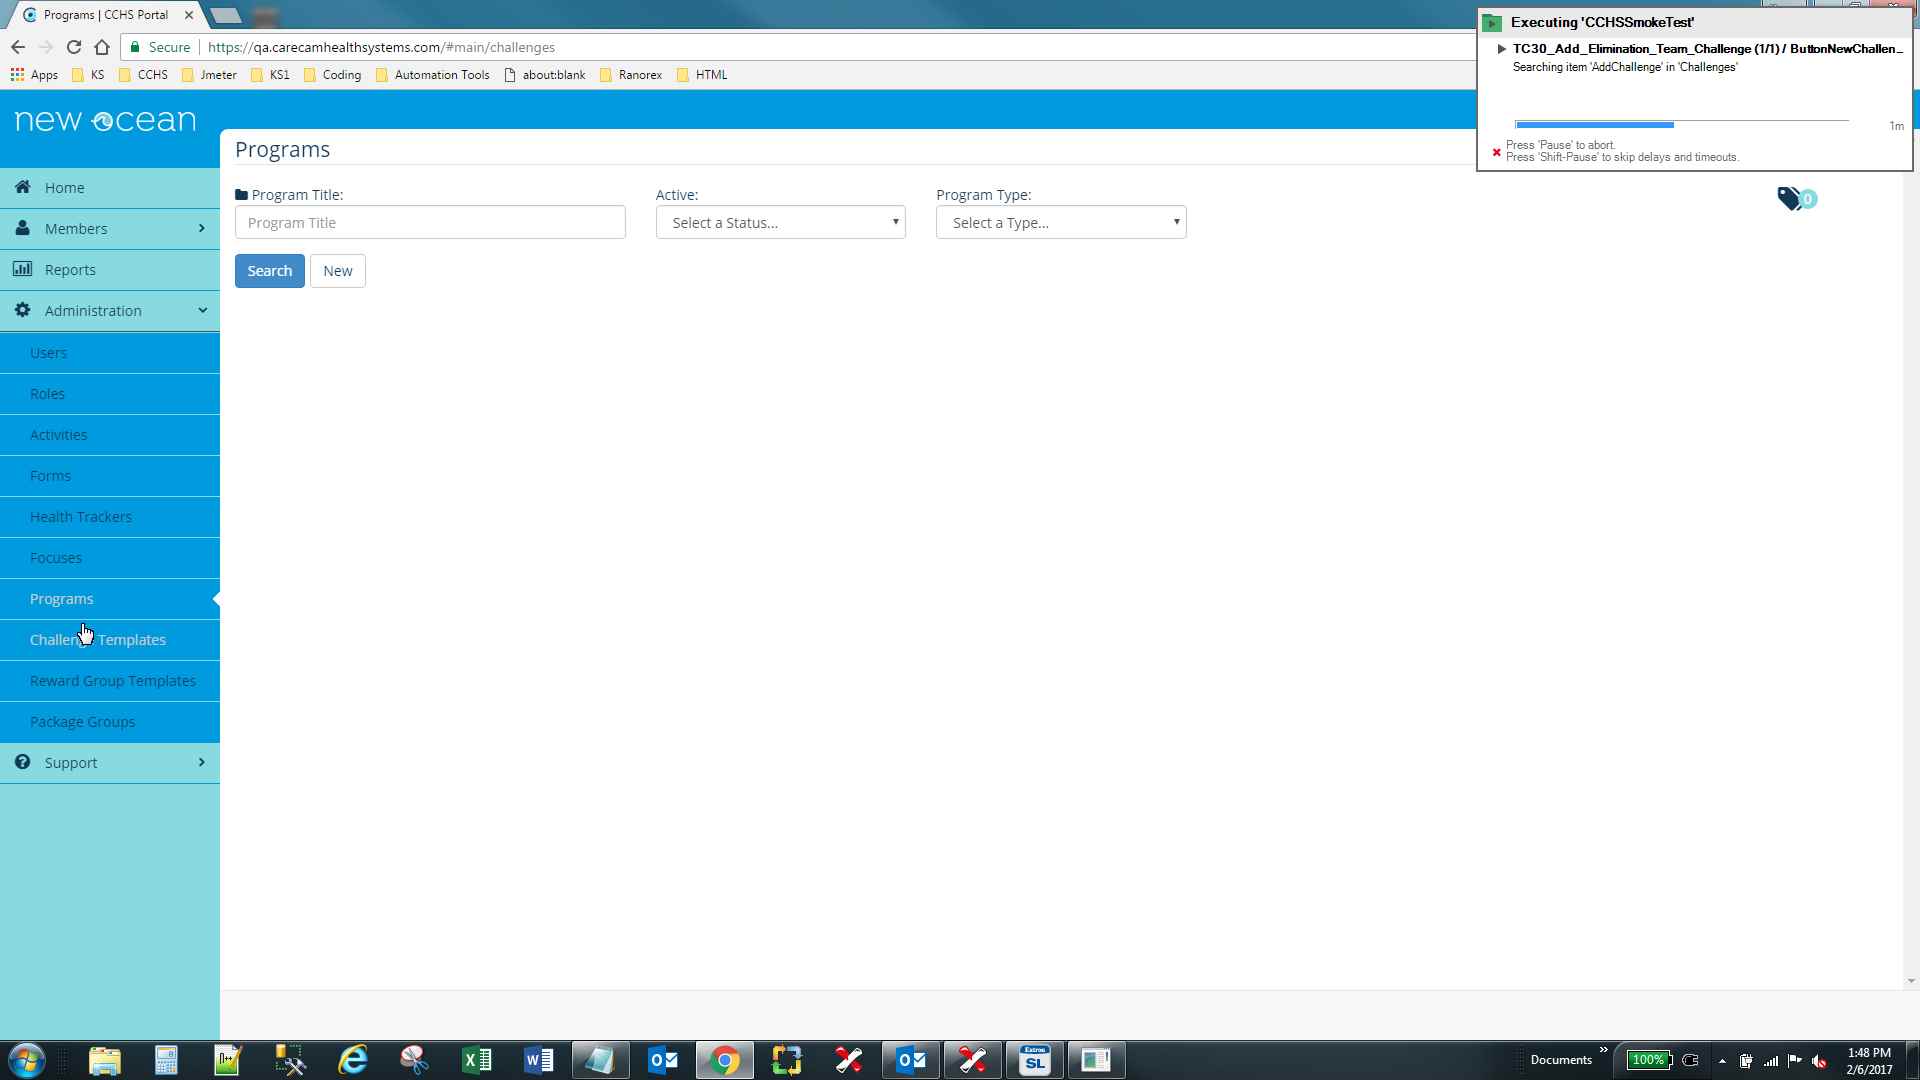 Programs | CCHS Portal
Secure https://qa.carecamhealthsystems.com/#main/challenges
Apps KS CCHS Jmeter KS1 Coding Automation Tools about:blank Ranorex HTML
Executing 'CCHSSmokeTest'
TC30_Add_Elimination_Team_Challenge (1/1) / ButtonNewChallen...
Searching item 'AddChallenge' in 'Challenges'
1m
Press 'Pause' to abort.
Press 'Shift-Pause' to skip delays and timeouts.
new ocean
Programs
Home
Members
Reports
Administration
Users
Roles
Activities
Forms
Health Trackers
Focuses
Programs
Templates
Reward Group Templates
Package Groups
Support
Program Title: Active: Program Type:
Program Title Select a Status... Select a Type...
0
Search New
Documents
100%
1:48 PM
2/6/2017
Extron
SL